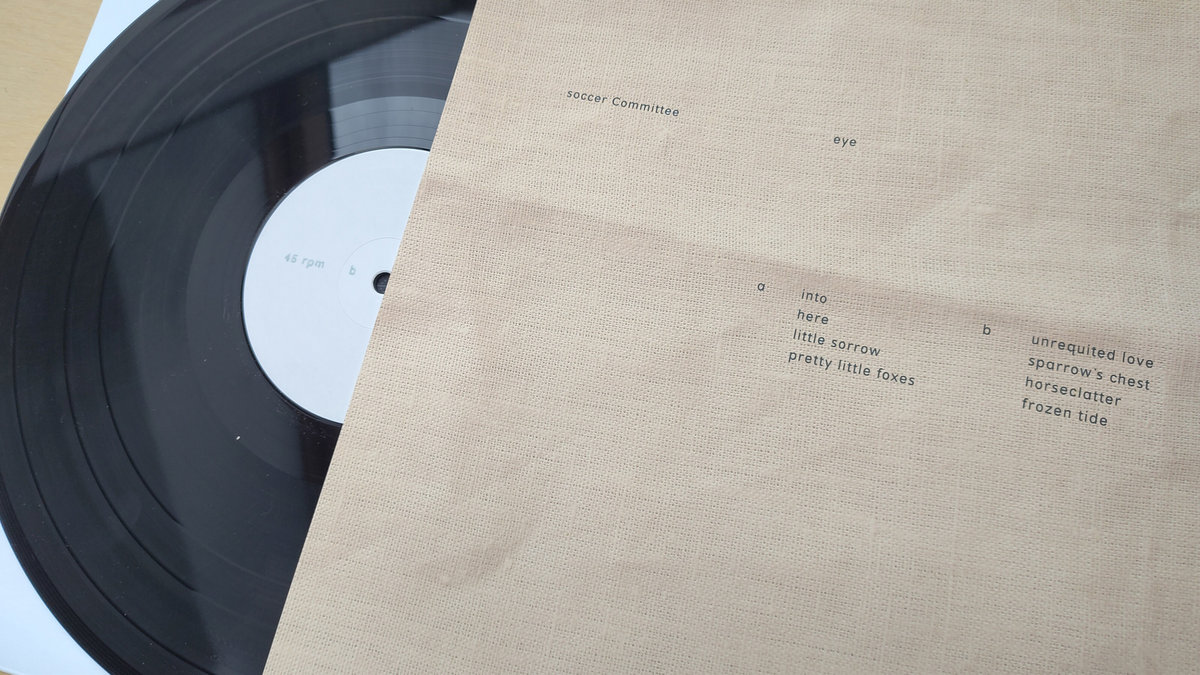 soccer Committee
eye
45 rpm
b
a
into
here
little sorrow
pretty little foxes
b
unrequited love
sparrow's chest
horseclatter
frozen tide